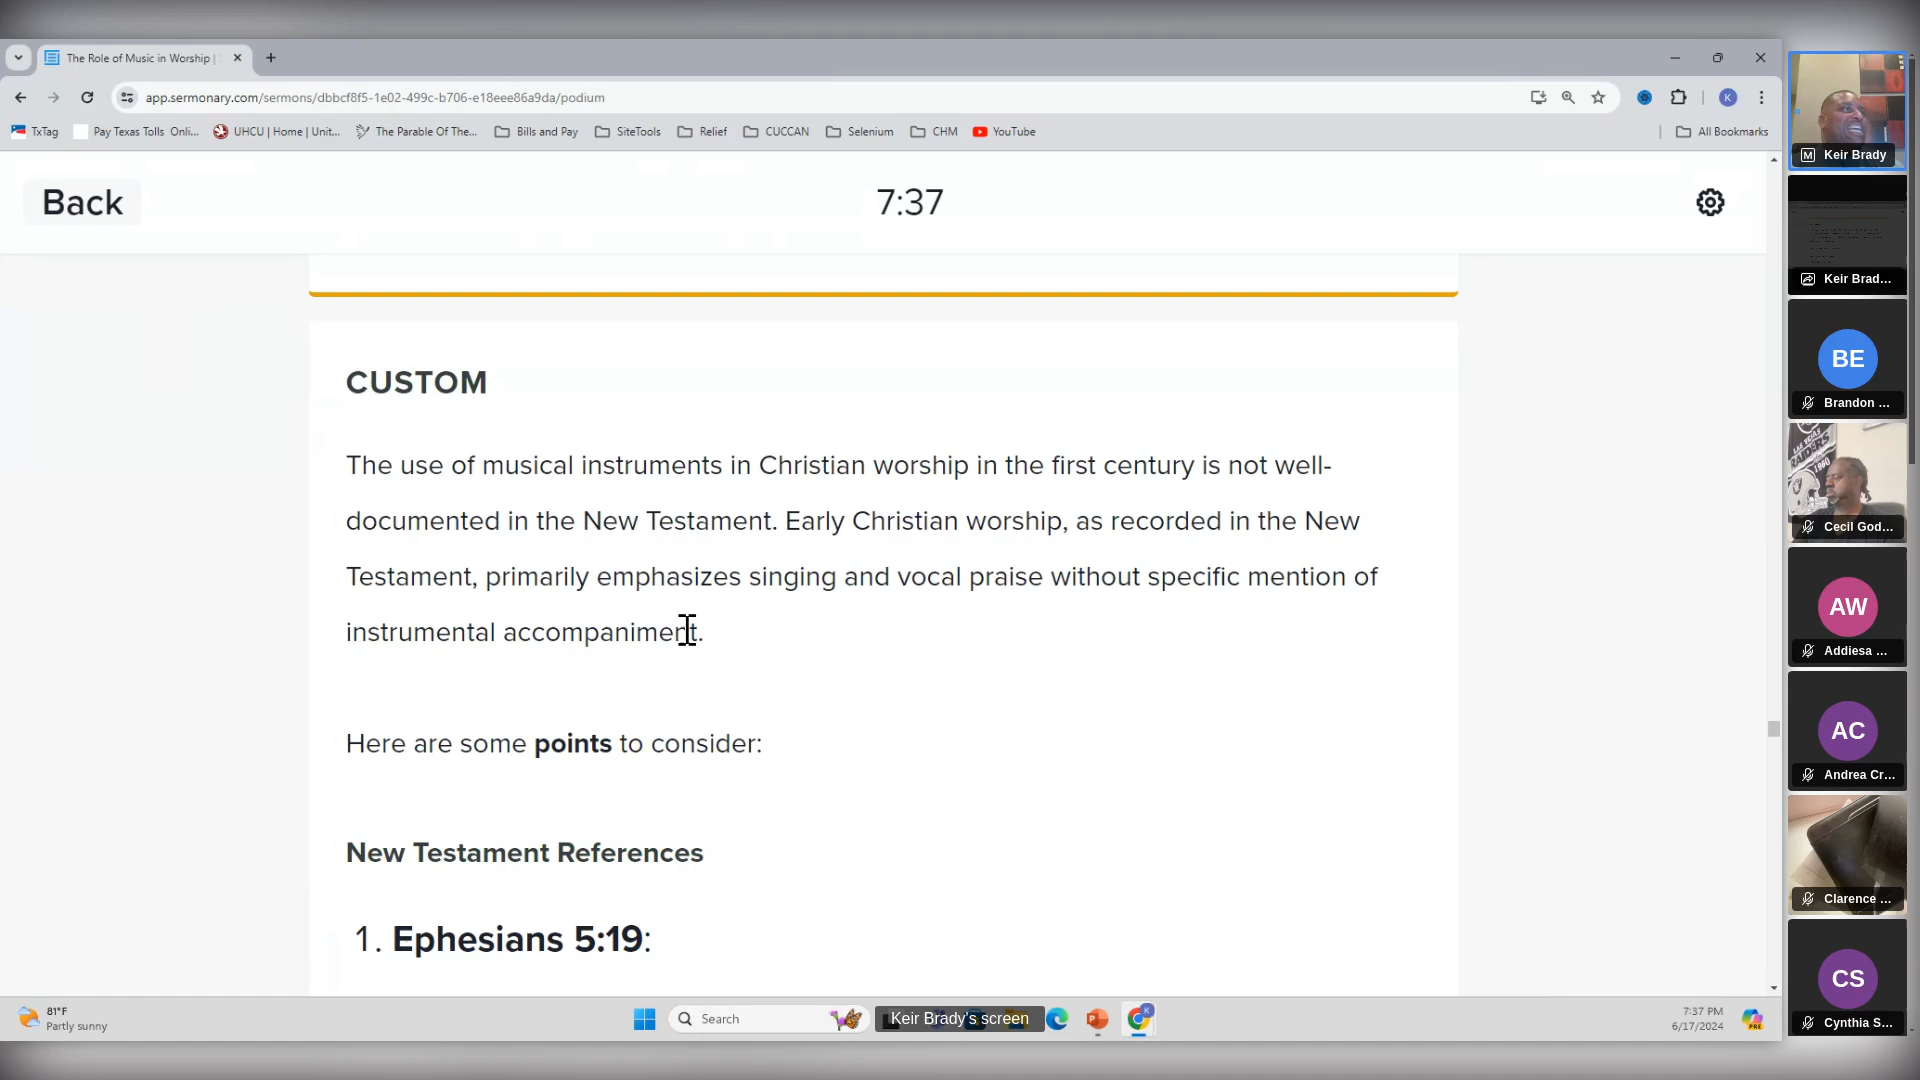 The Role of Music in Worship |
app.sermonary.com/sermons/dbbcf8f5-1e02-499c-b706-e18eee86a9da/podium
TxTag
Pay Texas Tolls Onli...
UHCU | Home | Unit...
The Parable Of The...
Bills and Pay
SiteTools
Relief
CUCCAN
Selenium
CHM
YouTube
All Bookmarks
K
Back
7:37
CUSTOM
The use of musical instruments in Christian worship in the first century is not well-
documented in the New Testament. Early Christian worship, as recorded in the New
Testament, primarily emphasizes singing and vocal praise without specific mention of
instrumental accompaniment.
Here are some points to consider:
New Testament References
1. Ephesians 5:19:
81°F
Partly sunny
Search
Keir Brady's screen
7:37 PM
6/17/2024
PRE
M Keir Brady
Keir Brad...
BE
Brandon ...
LAS VEGAS
RAIDERS
1960
Cecil God...
AW
Addiesa ...
AC
Andrea Cr...
Clarence ...
CS
Cynthia S...